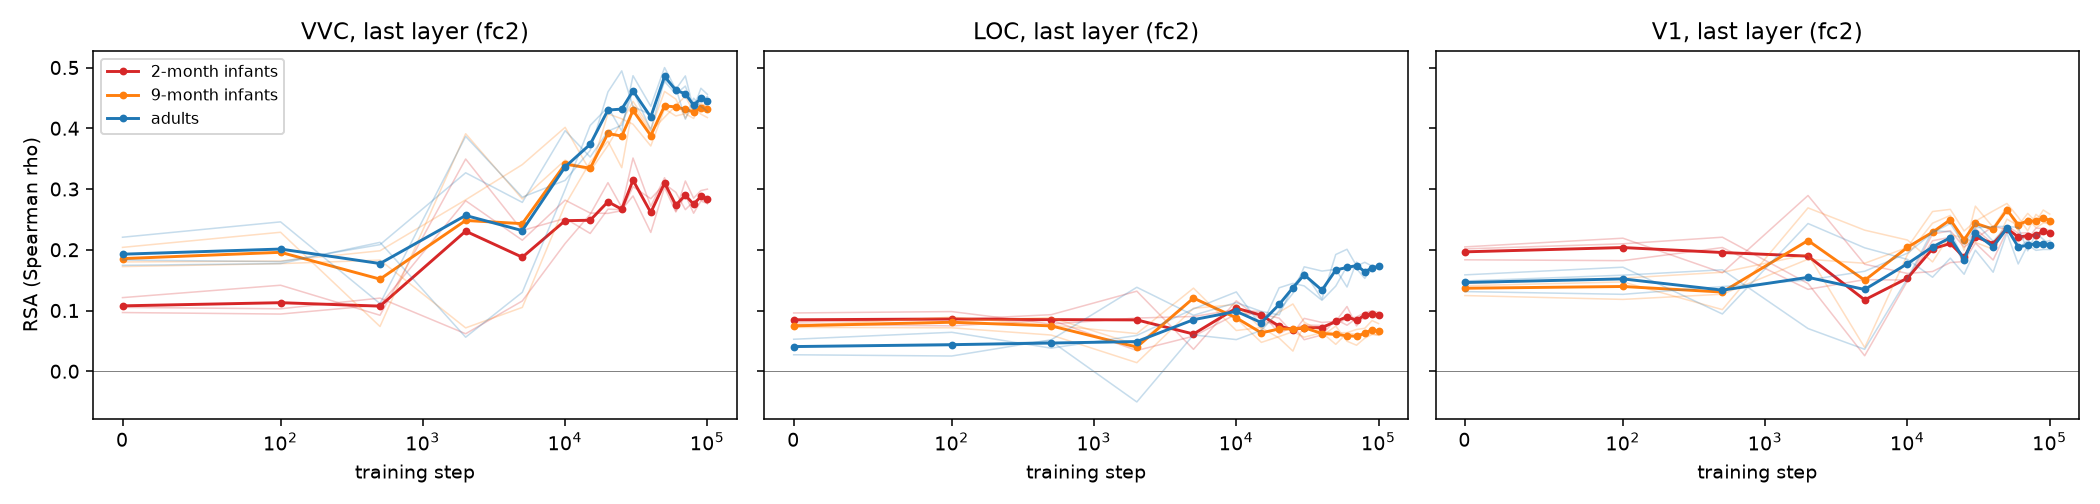 VVC, last layer (fc2)
LOC, last layer (fc2)
V1, last layer (fc2)
2-month infants
9-month infants
adults
RSA (Spearman rho)
0.5
0.4
0.3
0.2
0.1
0.0
0 10² 10³ 10⁴ 10⁵
0 10² 10³ 10⁴ 10⁵
0 10² 10³ 10⁴ 10⁵
training step
training step
training step